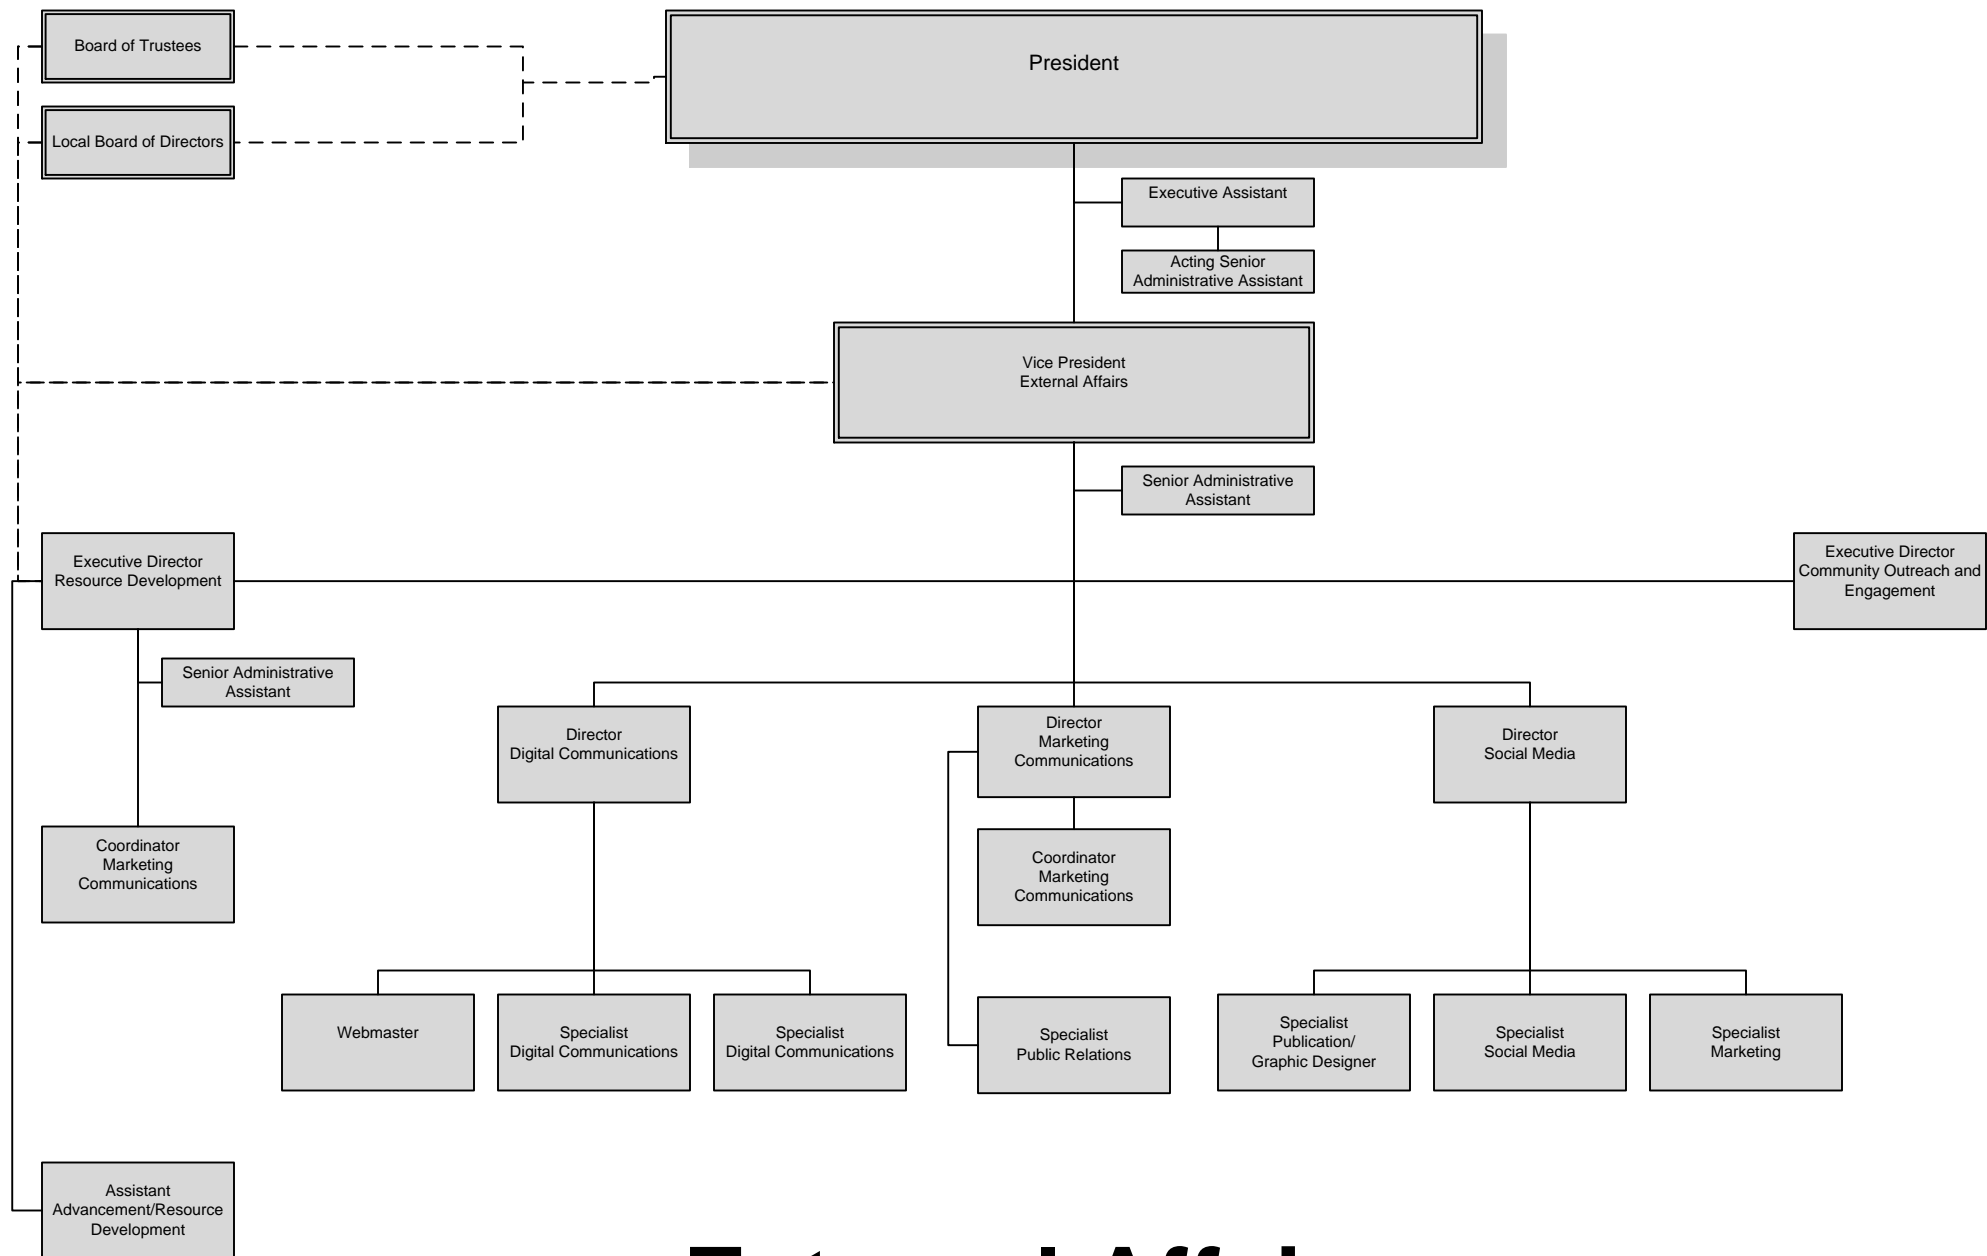 Board of Trustees
President
Local Board of Directors
Executive Assistant
Acting Senior
Administrative Assistant
Vice President
External Affairs
Senior Administrative
Assistant
Executive Director
Resource Development
Executive Director
Community Outreach and
Engagement
Senior Administrative
Assistant
Director
Digital Communications
Director
Marketing
Communications
Director
Social Media
Coordinator
Marketing
Communications
Coordinator
Marketing
Communications
Webmaster
Specialist
Digital Communications
Specialist
Digital Communications
Specialist
Public Relations
Specialist
Publication/
Graphic Designer
Specialist
Social Media
Specialist
Marketing
Assistant
Advancement/Resource
Development